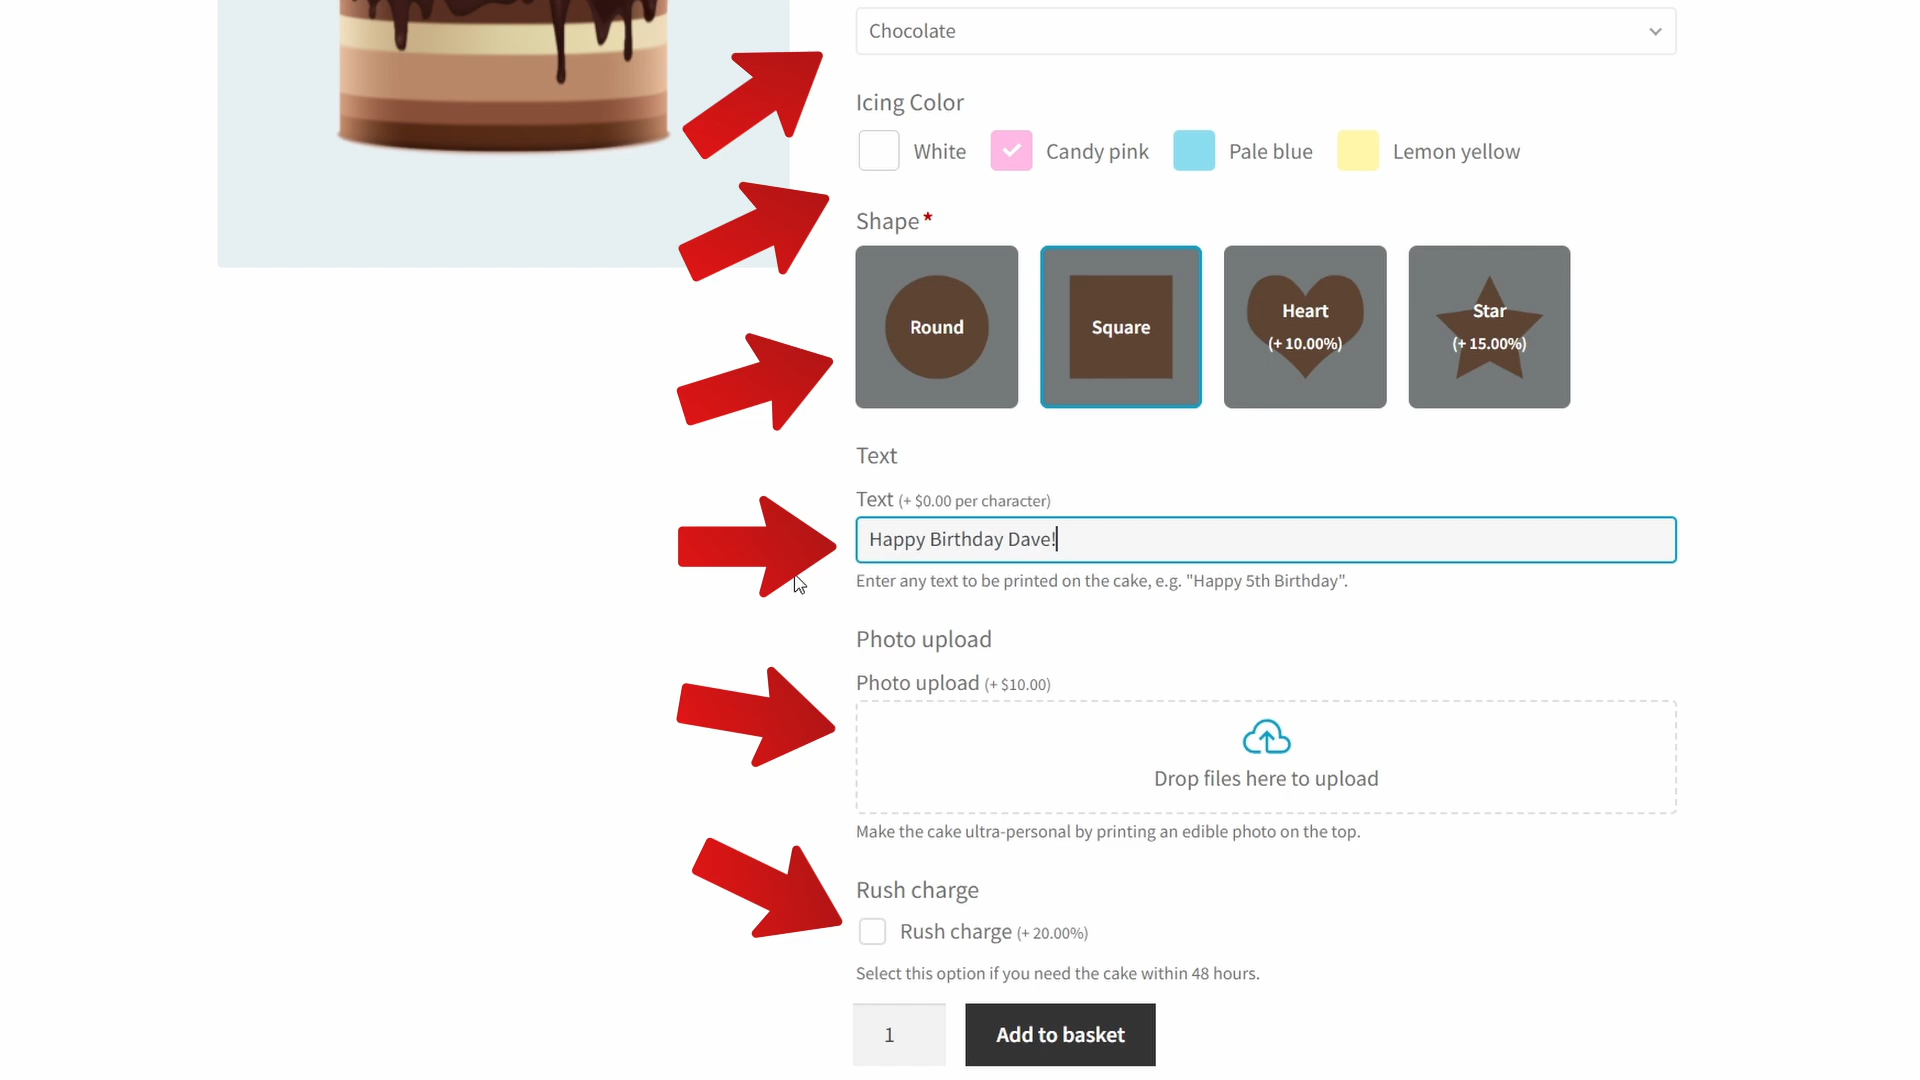 Chocolate
Icing Color
White
Candy pink
Pale blue
Lemon yellow
Shape*
Round
Square
Heart
(+ 10.00%)
Star
(+ 15.00%)
Text
Text (+ $0.00 per character)
Happy Birthday Dave!
Enter any text to be printed on the cake, e.g. "Happy 5th Birthday".
Photo upload
Photo upload (+ $10.00)
Drop files here to upload
Make the cake ultra-personal by printing an edible photo on the top.
Rush charge
Rush charge (+ 20.00%)
Select this option if you need the cake within 48 hours.
1
Add to basket